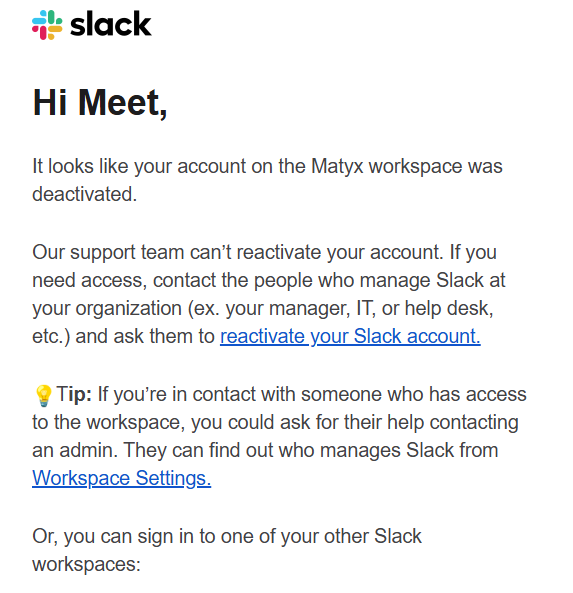 slack
Hi Meet,
It looks like your account on the Matyx workspace was
deactivated.
Our support team can’t reactivate your account. If you
need access, contact the people who manage Slack at
your organization (ex. your manager, IT, or help desk,
etc.) and ask them to reactivate your Slack account.
💡Tip: If you’re in contact with someone who has access
to the workspace, you could ask for their help contacting
an admin. They can find out who manages Slack from
Workspace Settings.
Or, you can sign in to one of your other Slack
workspaces: